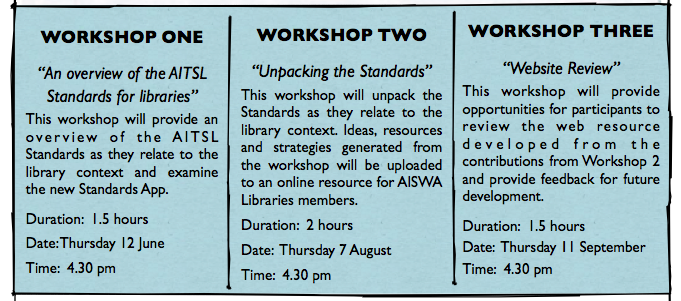 WORKSHOP ONE
“An overview of the AITSL
Standards for libraries”
This workshop will provide an
overview of the AITSL
Standards as they relate to the
library context and examine
the new Standards App.
Duration: 1.5 hours
Date:Thursday 12 June
Time: 4.30 pm
WORKSHOP TWO
“Unpacking the Standards”
This workshop will unpack the
Standards as they relate to the
library context. Ideas, resources
and strategies generated from
the workshop will be uploaded
to an online resource for AISWA
Libraries members.
Duration: 2 hours
Date: Thursday 7 August
Time: 4.30 pm
WORKSHOP THREE
“Website Review”
This workshop will provide
opportunities for participants to
review the web resource
developed from the
contributions from Workshop 2
and provide feedback for future
development.
Duration: 1.5 hours
Date: Thursday 11 September
Time: 4.30 pm